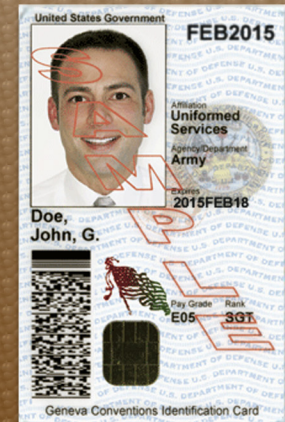 United States Government
FEB2015
Affiliation
Uniformed
Services
Agency/Department
Army
Expires
2015FEB18
Doe,
John, G.
Pay Grade Rank
E05 SGT
Geneva Conventions Identification Card
SAMPLE